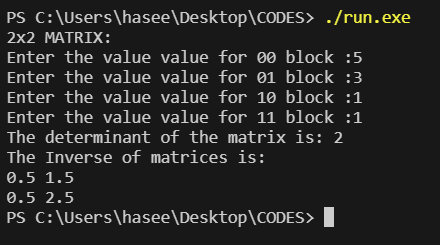 PS C:\Users\hasee\Desktop\CODES> ./run.exe
2x2 MATRIX:
Enter the value value for 00 block :5
Enter the value value for 01 block :3
Enter the value value for 10 block :1
Enter the value value for 11 block :1
The determinant of the matrix is: 2
The Inverse of matrices is:
0.5 1.5
0.5 2.5
PS C:\Users\hasee\Desktop\CODES>